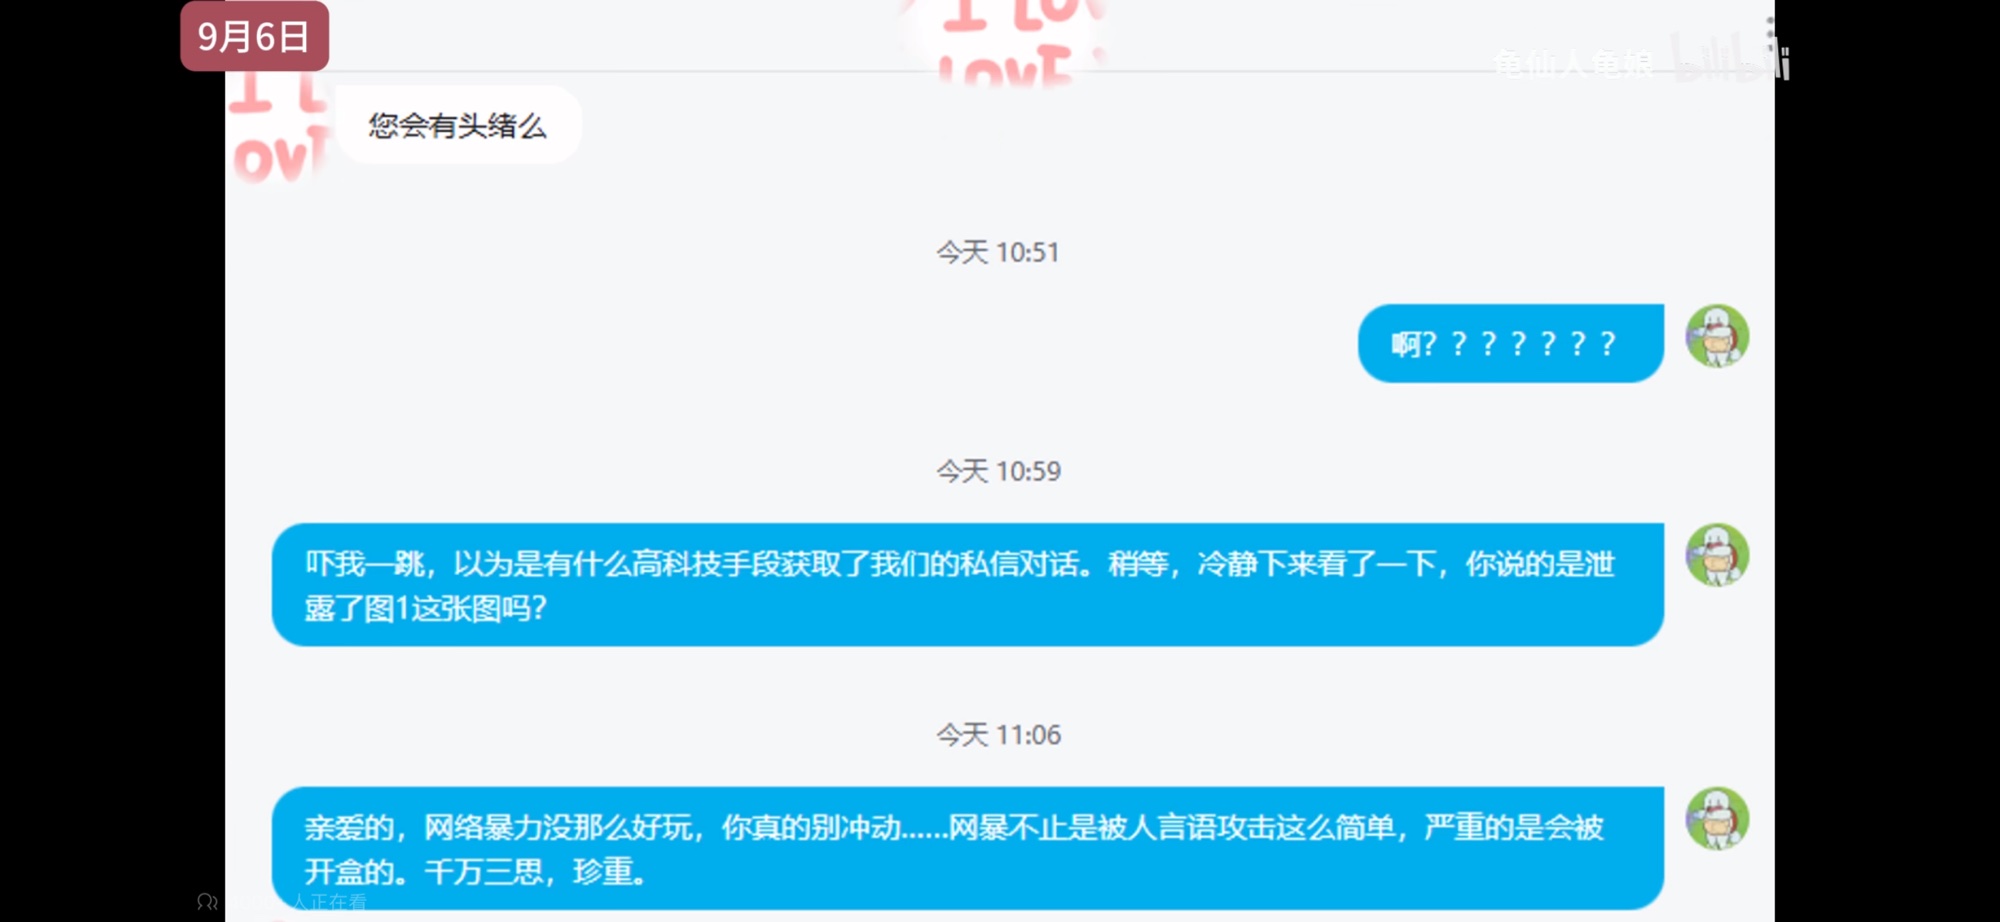 9月6日
I LO
LOVE
龟仙人龟娘 bilibili
I L
OVE
您会有头绪么
今天 10:51
啊？？？？？？？
今天 10:59
吓我一跳，以为是有什么高科技手段获取了我们的私信对话。稍等，冷静下来看了一下，你说的是泄
露了图1这张图吗？
今天 11:06
亲爱的，网络暴力没那么好玩，你真的别冲动......网暴不止是被人言语攻击这么简单，严重的是会被
开盒的。千万三思，珍重。
人正在看